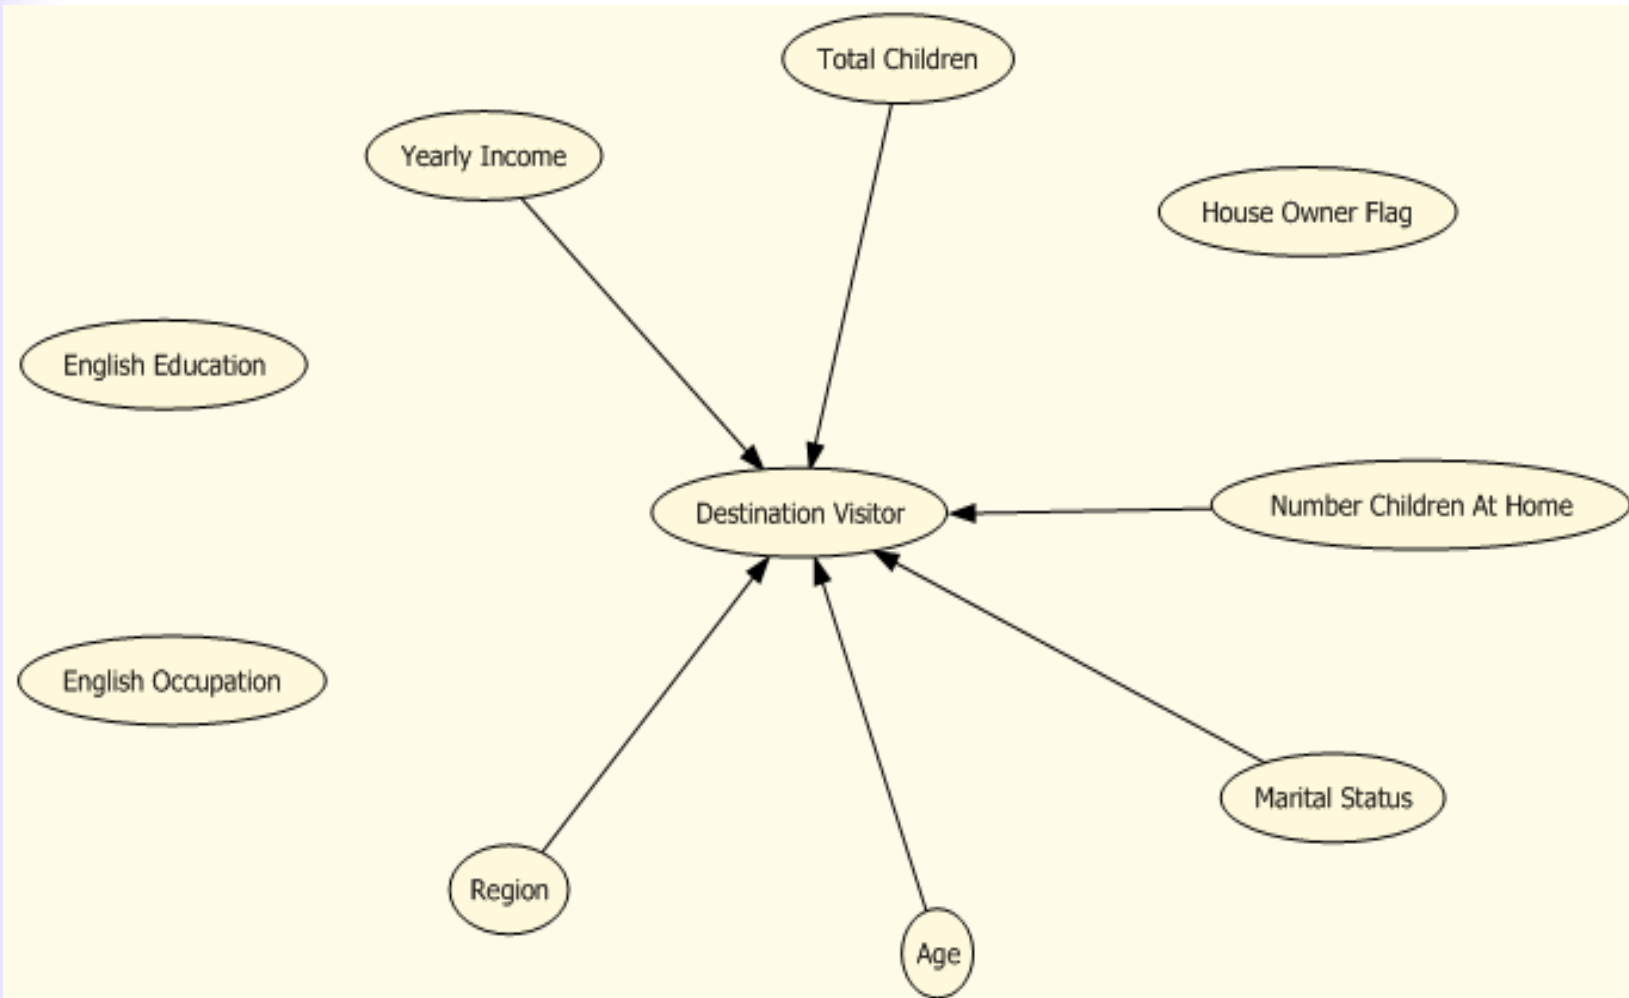 Total Children
Yearly Income
House Owner Flag
English Education
Destination Visitor
Number Children At Home
English Occupation
Marital Status
Region
Age